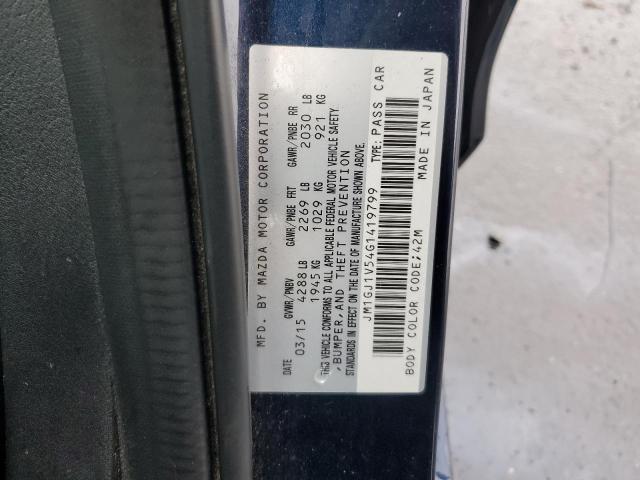 MFD. BY MAZDA MOTOR CORPORATION
DATE GVWR/PNBV GAWR/PNBE FRT GAWR/PNBE RR
03/15 4288 LB 2269 LB 2030 LB
1945 KG 1029 KG 921 KG
THIS VEHICLE CONFORMS TO ALL APPLICABLE FEDERAL MOTOR VEHICLE SAFETY,
,BUMPER,AND THEFT PREVENTION
STANDARDS IN EFFECT ON THE DATE OF MANUFACTURE SHOWN ABOVE.
JM1GJ1V54G1419799 TYPE: PASS CAR
BODY COLOR CODE;42M MADE IN JAPAN